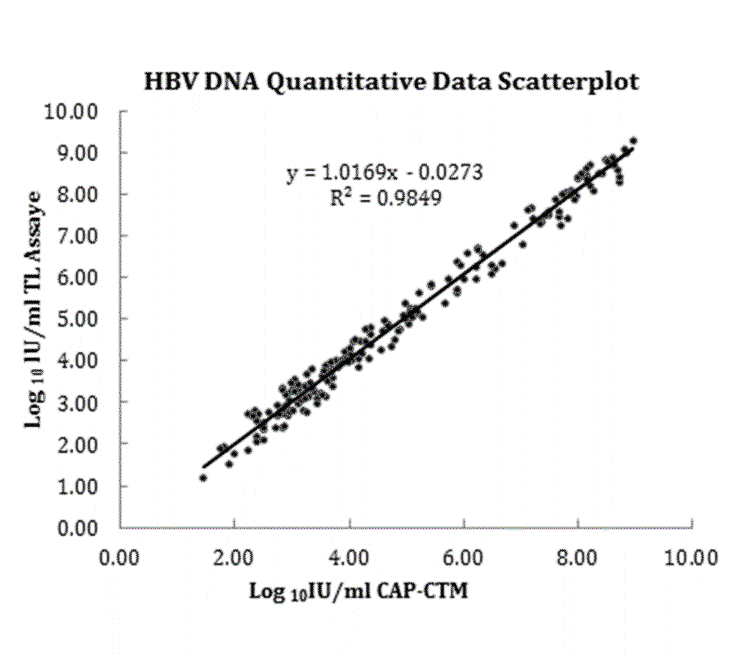 HBV DNA Quantitative Data Scatterplot
y = 1.0169x - 0.0273
R² = 0.9849
10.00
9.00
8.00
7.00
6.00
5.00
4.00
3.00
2.00
1.00
0.00
Log 10 IU/ml TL Assaye
0.00 2.00 4.00 6.00 8.00 10.00
Log 10IU/ml CAP-CTM